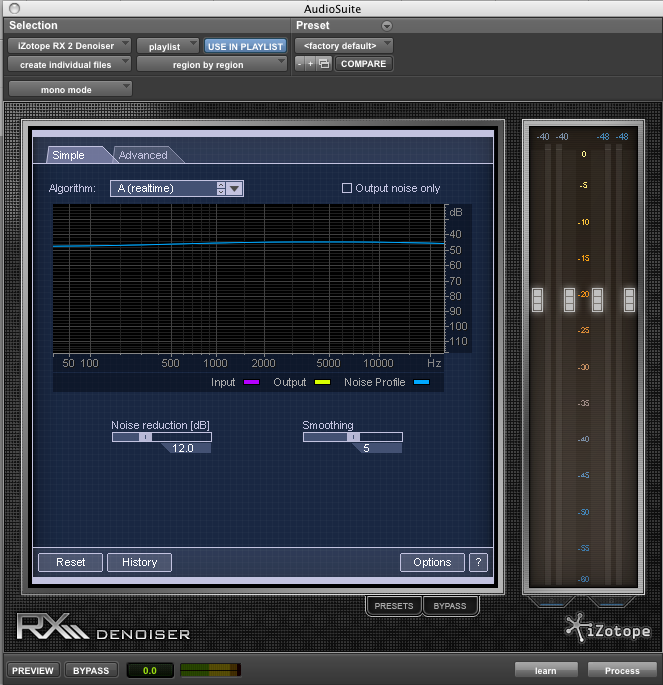 AudioSuite
Selection
Preset
iZotope RX 2 Denoiser playlist USE IN PLAYLIST <factory default>
create individual files region by region - + COMPARE
mono mode
Simple Advanced
Algorithm: A (realtime) Output noise only
dB
-40
-50
-60
-70
-80
-90
-100
-110
50 100 500 1000 2000 5000 10000 Hz
Input Output Noise Profile
Noise reduction [dB] Smoothing
12.0 5
Reset History Options ?
-40 -40 -48 -48
0
-5
-10
-15
-20
-25
-30
-35
-40
-45
-50
-55
-60
PRESETS BYPASS
RX DENOISER
iZotope
PREVIEW BYPASS 0.0 learn Process